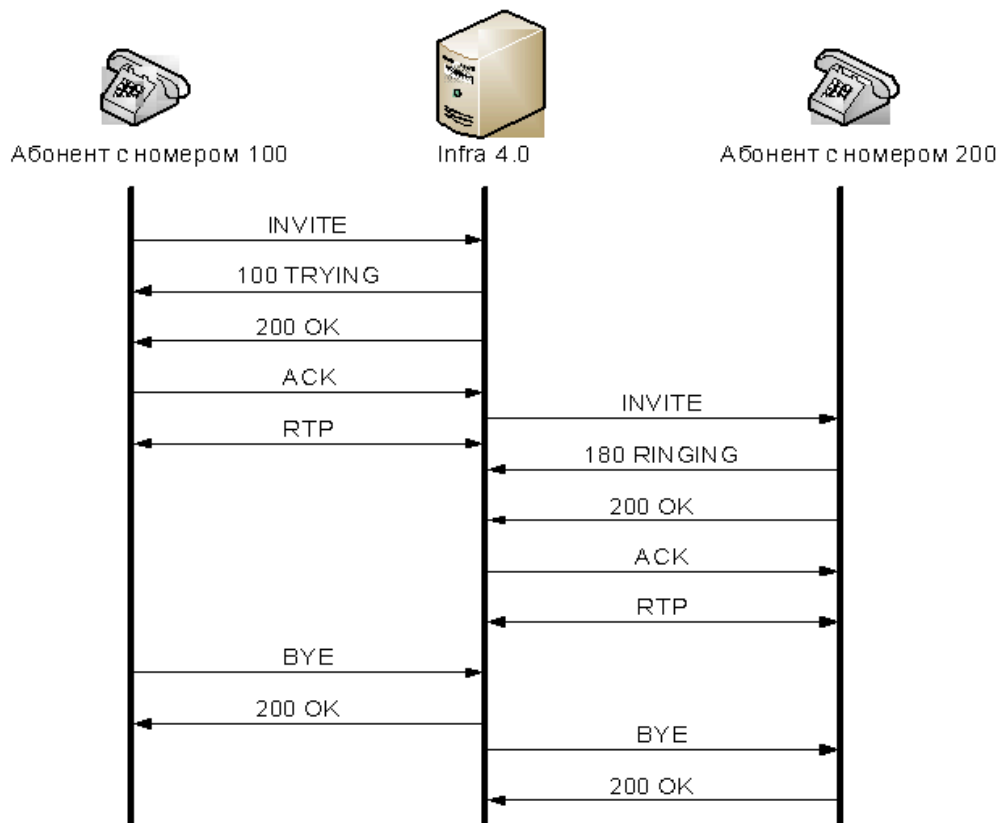 Абонент с номером 100
Infra 4.0
Абонент с номером 200
INVITE
100 TRYING
200 OK
ACK
INVITE
RTP
180 RINGING
200 OK
ACK
RTP
BYE
200 OK
BYE
200 OK